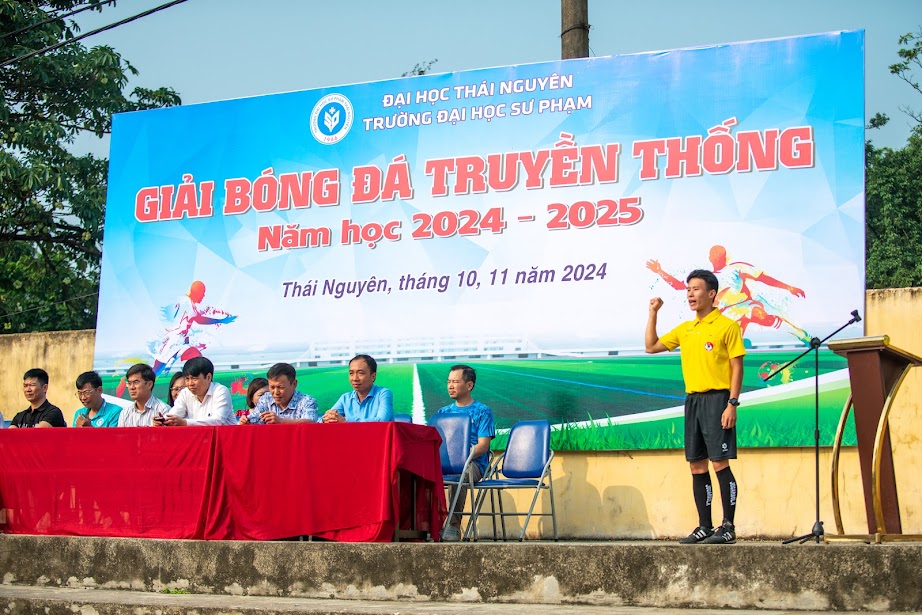 ĐẠI HỌC THÁI NGUYÊN
TRƯỜNG ĐẠI HỌC SƯ PHẠM
GIẢI BÓNG ĐÁ TRUYỀN THỐNG
Năm học 2024 - 2025
Thái Nguyên, tháng 10, 11 năm 2024